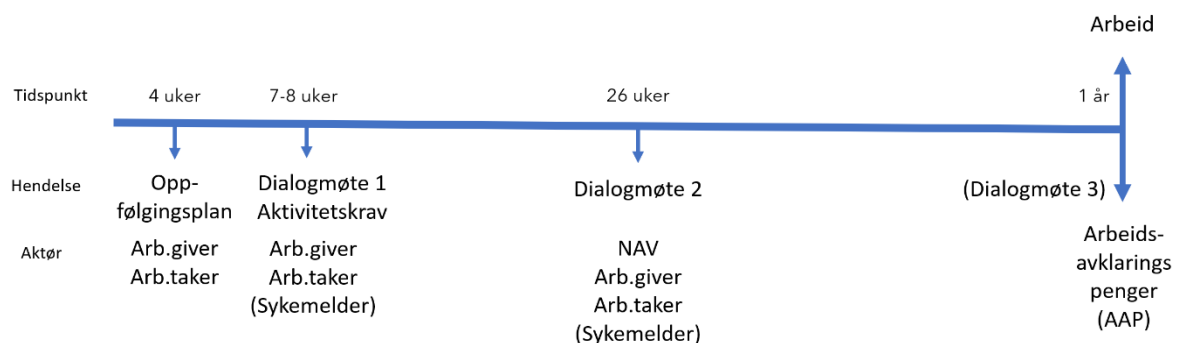 Arbeid
Tidspunkt 4 uker 7-8 uker 26 uker 1 år
Hendelse
Opp-
følgingsplan
Dialogmøte 1
Aktivitetskrav
Dialogmøte 2
(Dialogmøte 3)
Aktør
Arb.giver
Arb.taker
Arb.giver
Arb.taker
(Sykemelder)
NAV
Arb.giver
Arb.taker
(Sykemelder)
Arbeids-
avklarings
penger
(AAP)